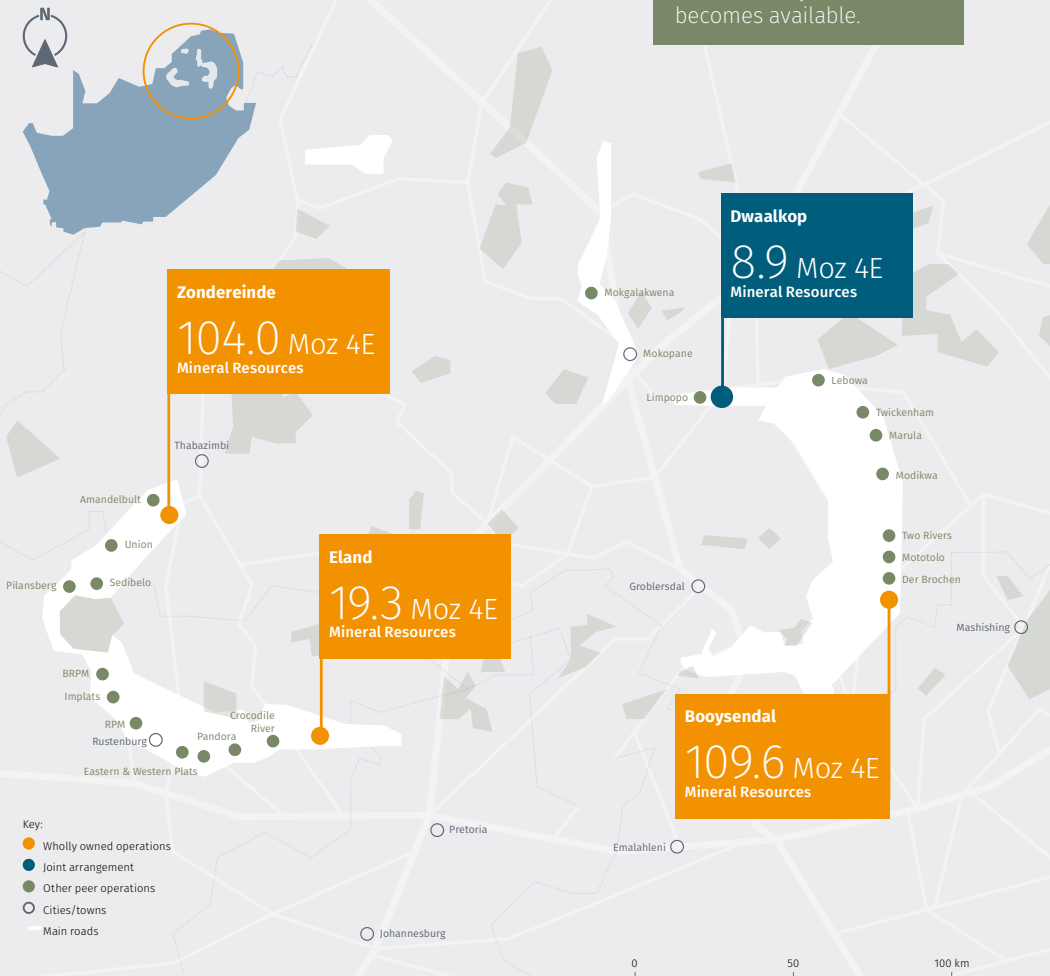 becomes available.
N
Dwaalkop
8.9 Moz 4E
Mineral Resources
Zondereinde
104.0 Moz 4E
Mineral Resources
Mokgalakwena
Mokopane
Limpopo
Lebowa
Twickenham
Marula
Modikwa
Thabazimbi
Amandelbult
Union
Pilansberg
Sedibelo
Eland
19.3 Moz 4E
Mineral Resources
Two Rivers
Mototolo
Der Brochen
Groblersdal
Mashishing
BRPM
Implats
RPM
Rustenburg
Crocodile
River
Pandora
Eastern & Western Plats
Booysendal
109.6 Moz 4E
Mineral Resources
Pretoria
Emalahleni
Johannesburg
Key:
Wholly owned operations
Joint arrangement
Other peer operations
Cities/towns
Main roads
0 50 100 km